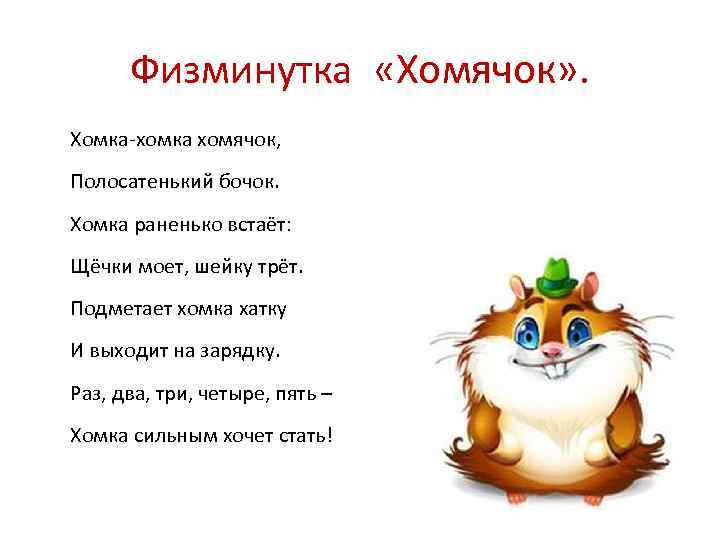 Физминутка «Хомячок».
Хомка-хомка хомячок,
Полосатенький бочок.
Хомка раненько встаёт:
Щёчки моет, шейку трёт.
Подметает хомка хатку
И выходит на зарядку.
Раз, два, три, четыре, пять –
Хомка сильным хочет стать!